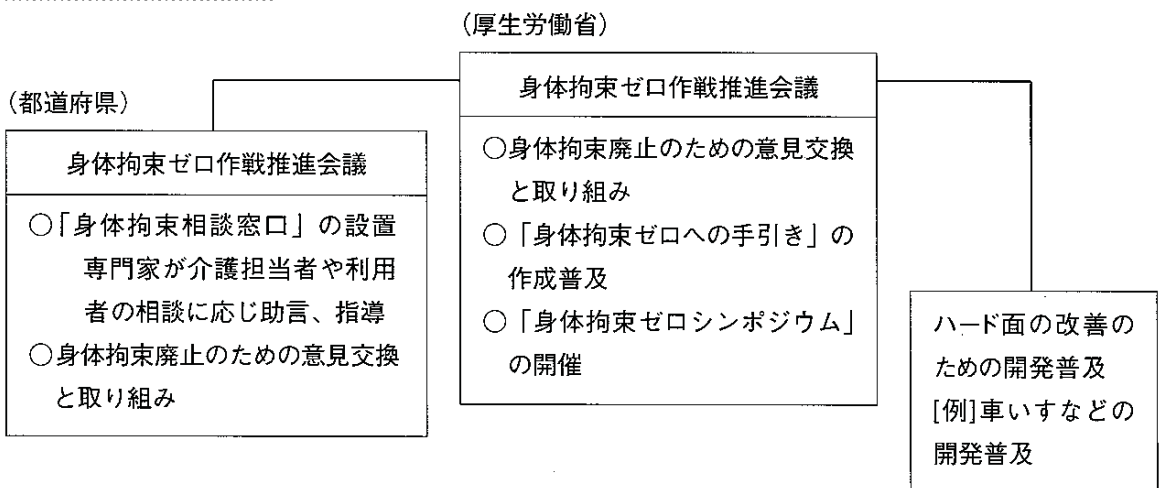 (厚生労働省)
身体拘束ゼロ作戦推進会議
○身体拘束廃止のための意見交換
と取り組み
○「身体拘束ゼロへの手引き」の
作成普及
○「身体拘束ゼロシンポジウム」
の開催
(都道府県)
身体拘束ゼロ作戦推進会議
○「身体拘束相談窓口」の設置
専門家が介護担当者や利用
者の相談に応じ助言、指導
○身体拘束廃止のための意見交換
と取り組み
ハード面の改善の
ための開発普及
[例]車いすなどの
開発普及